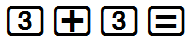 3 + 3 =